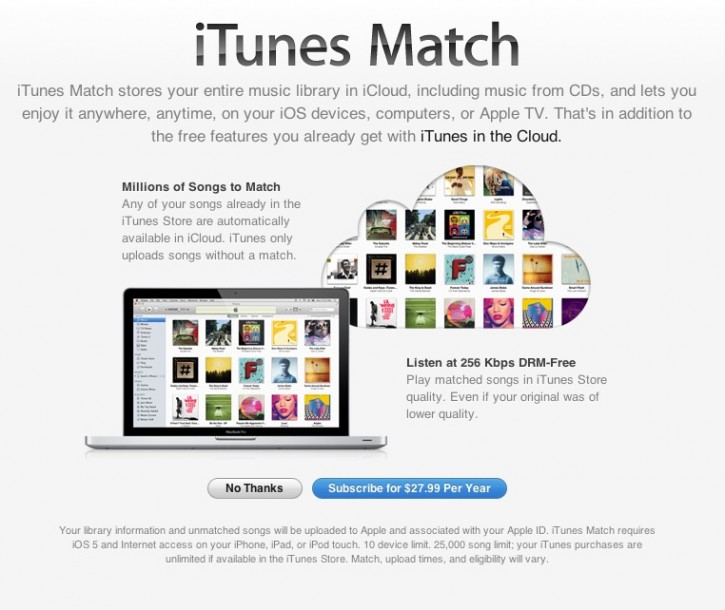 iTunes Match
iTunes Match stores your entire music library in iCloud, including music from CDs, and lets you
enjoy it anywhere, anytime, on your iOS devices, computers, or Apple TV. That's in addition to
the free features you already get with iTunes in the Cloud.
Millions of Songs to Match
Any of your songs already in the
iTunes Store are automatically
available in iCloud. iTunes only
uploads songs without a match.
MacBook Pro
Listen at 256 Kbps DRM-Free
Play matched songs in iTunes Store
quality. Even if your original was of
lower quality.
No Thanks
Subscribe for $27.99 Per Year
Your library information and unmatched songs will be uploaded to Apple and associated with your Apple ID. iTunes Match requires
iOS 5 and Internet access on your iPhone, iPad, or iPod touch. 10 device limit. 25,000 song limit; your iTunes purchases are
unlimited if available in the iTunes Store. Match, upload times, and eligibility will vary.